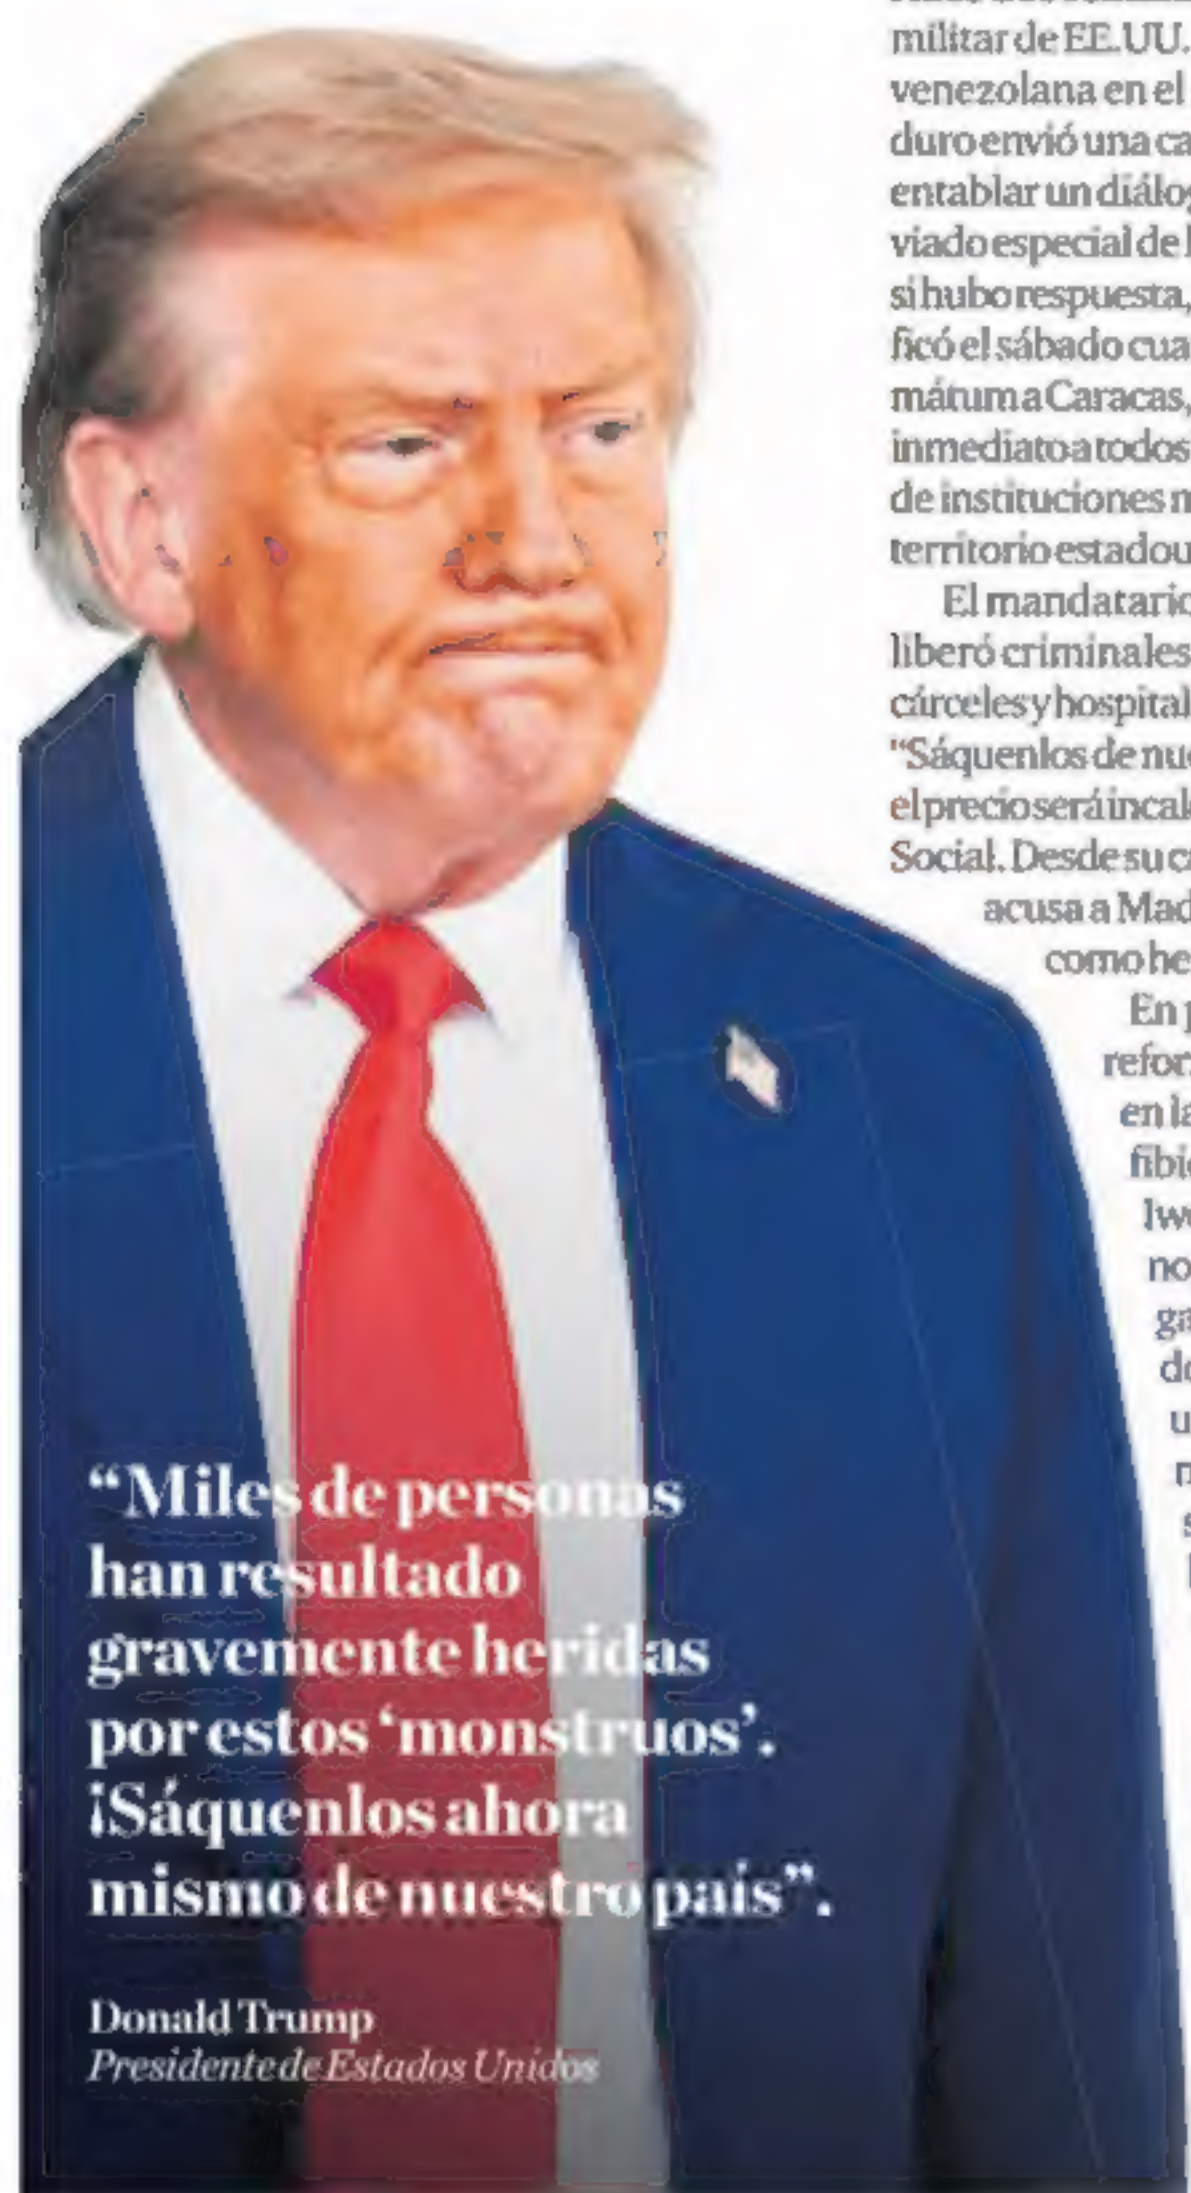 militar de EE.UU.
venezolana en el
duro envió una ca
entablar un diálo
viado especial de
si hubo respuesta,
ficó el sábado cua
mátum a Caracas,
inmediato a todos
de instituciones
territorio estadou
El mandatario
liberó criminales
cárceles y hospital
"Sáquenlos de nue
el precio será incal
Social. Desde su ca
acusa a Mad
como he
En
refor
en la
fibi
lw
no
ga
do
u
“Miles de personas
han resultado
gravemente heridas
por estos ‘monstruos’.
¡Sáquenlos ahora
mismo de nuestro país”.
Donald Trump
Presidente de Estados Unidos